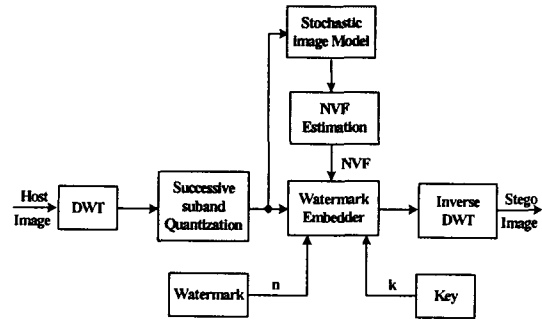 Stochastic
image Model
NVF
Estimation
NVF
Host
Image
DWT
Successive
suband
Quantization
Watermark
Embedder
Inverse
DWT
Stego
Image
Watermark
n
k
Key